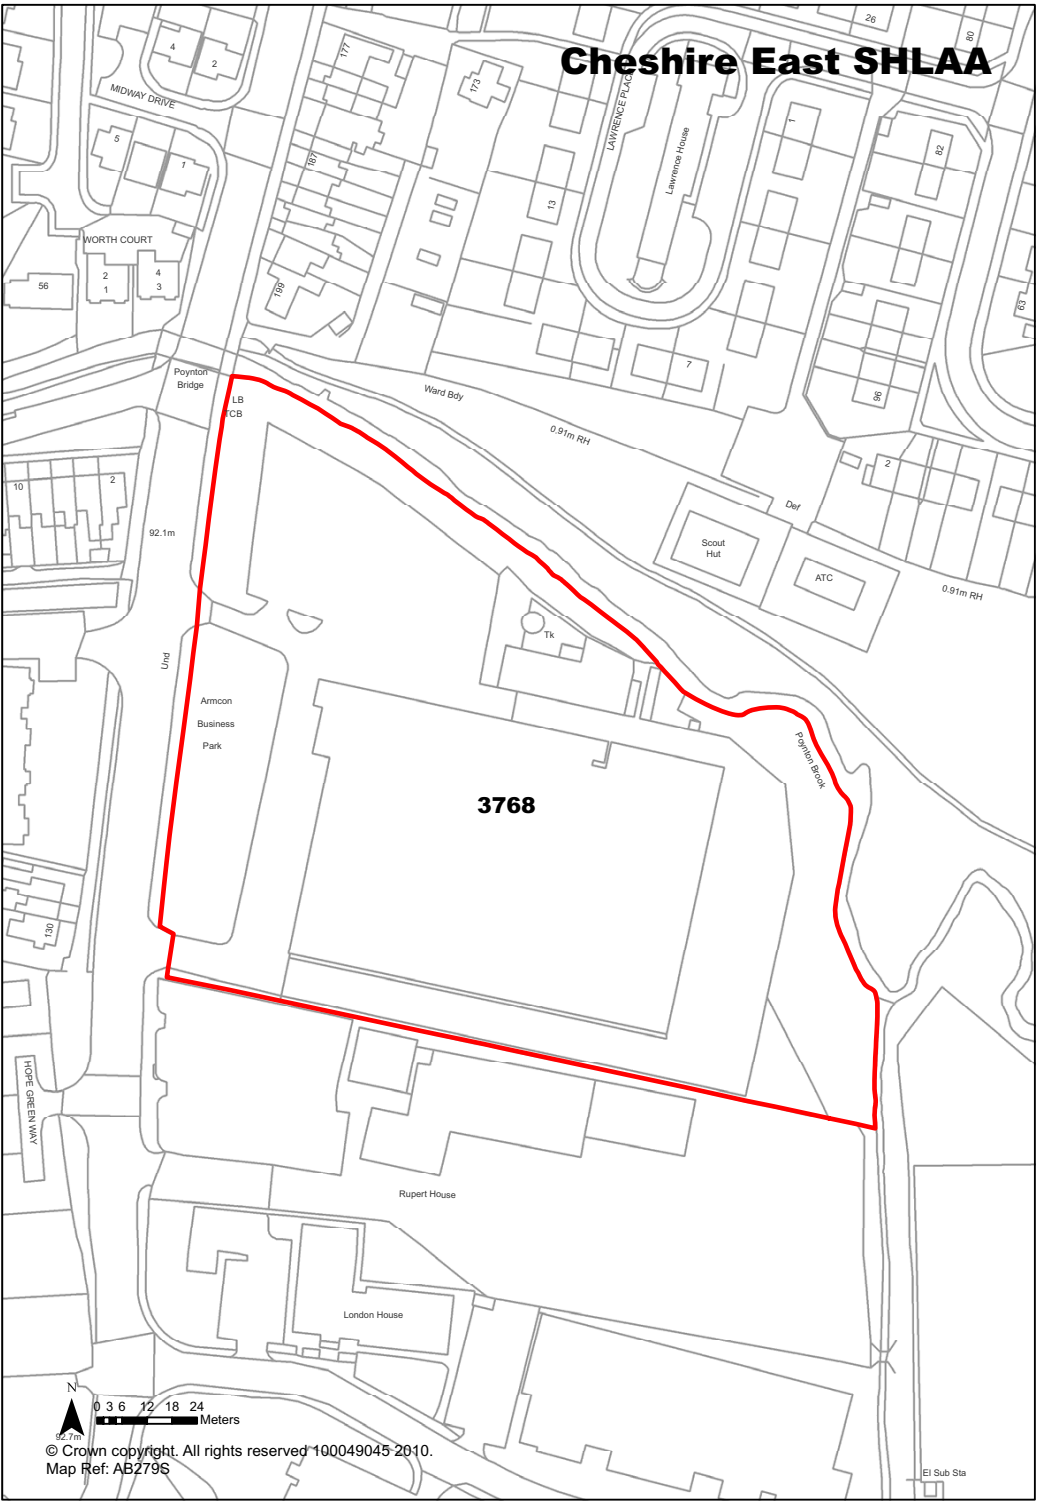 Cheshire East SHLAA
26
80
4
2
177
173
MIDWAY DRIVE
LAWRENCE PLACE
Lawrence House
1
82
5
1
187
13
WORTH COURT
2
1
4
3
56
199
63
7
Poynton
Bridge
Ward Bdy
96
LB
TCB
0.91m RH
2
10
2
Def
92.1m
Scout
Hut
ATC
0.91m RH
Tk
Und
Armcon
Business
Park
Poynton Brook
3768
130
HOPE GREEN WAY
Rupert House
London House
N
0 3 6 12 18 24
Meters
92.7m
© Crown copyright. All rights reserved 100049045 2010.
Map Ref: AB279S
El Sub Sta